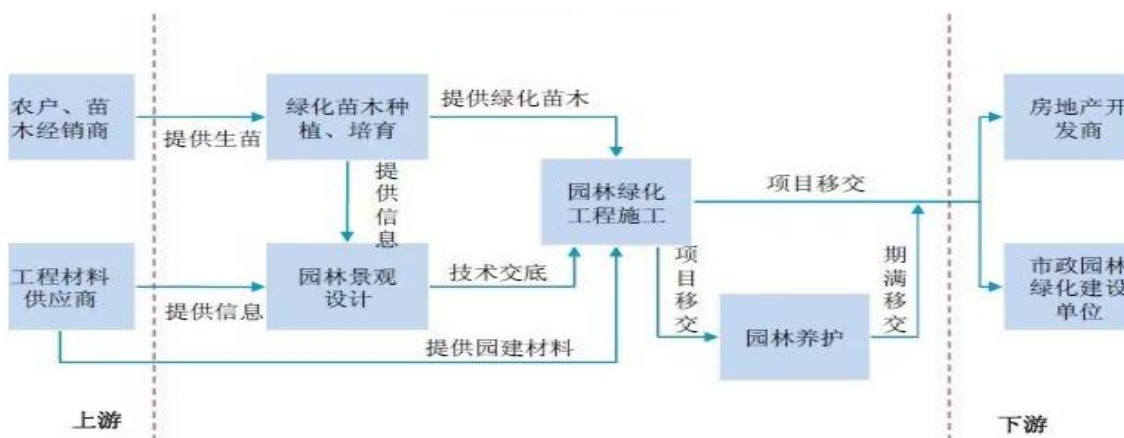 农户、苗
木经销商
提供生苗
绿化苗木种
植、培育
提供绿化苗木
提供信息
园林绿化
工程施工
项目移交
房地产开
发商
工程材料
供应商
提供信息
园林景观
设计
技术交底
项目移交
期满移交
市政园林
绿化建设
单位
提供园建材料
园林养护
上游
下游